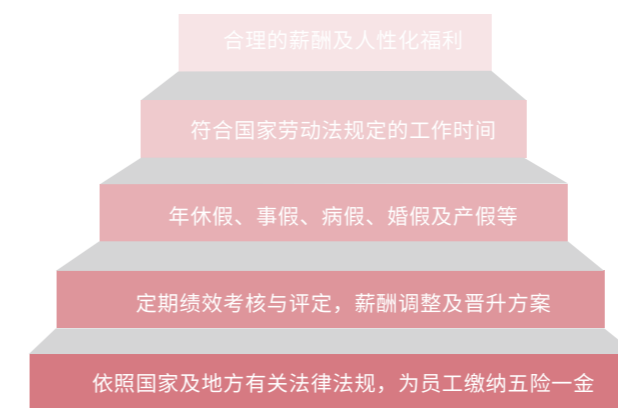 合理的薪酬及人性化福利
符合国家劳动法规定的工作时间
年休假、事假、病假、婚假及产假等
定期绩效考核与评定，薪酬调整及晋升方案
依照国家及地方有关法律法规，为员工缴纳五险一金